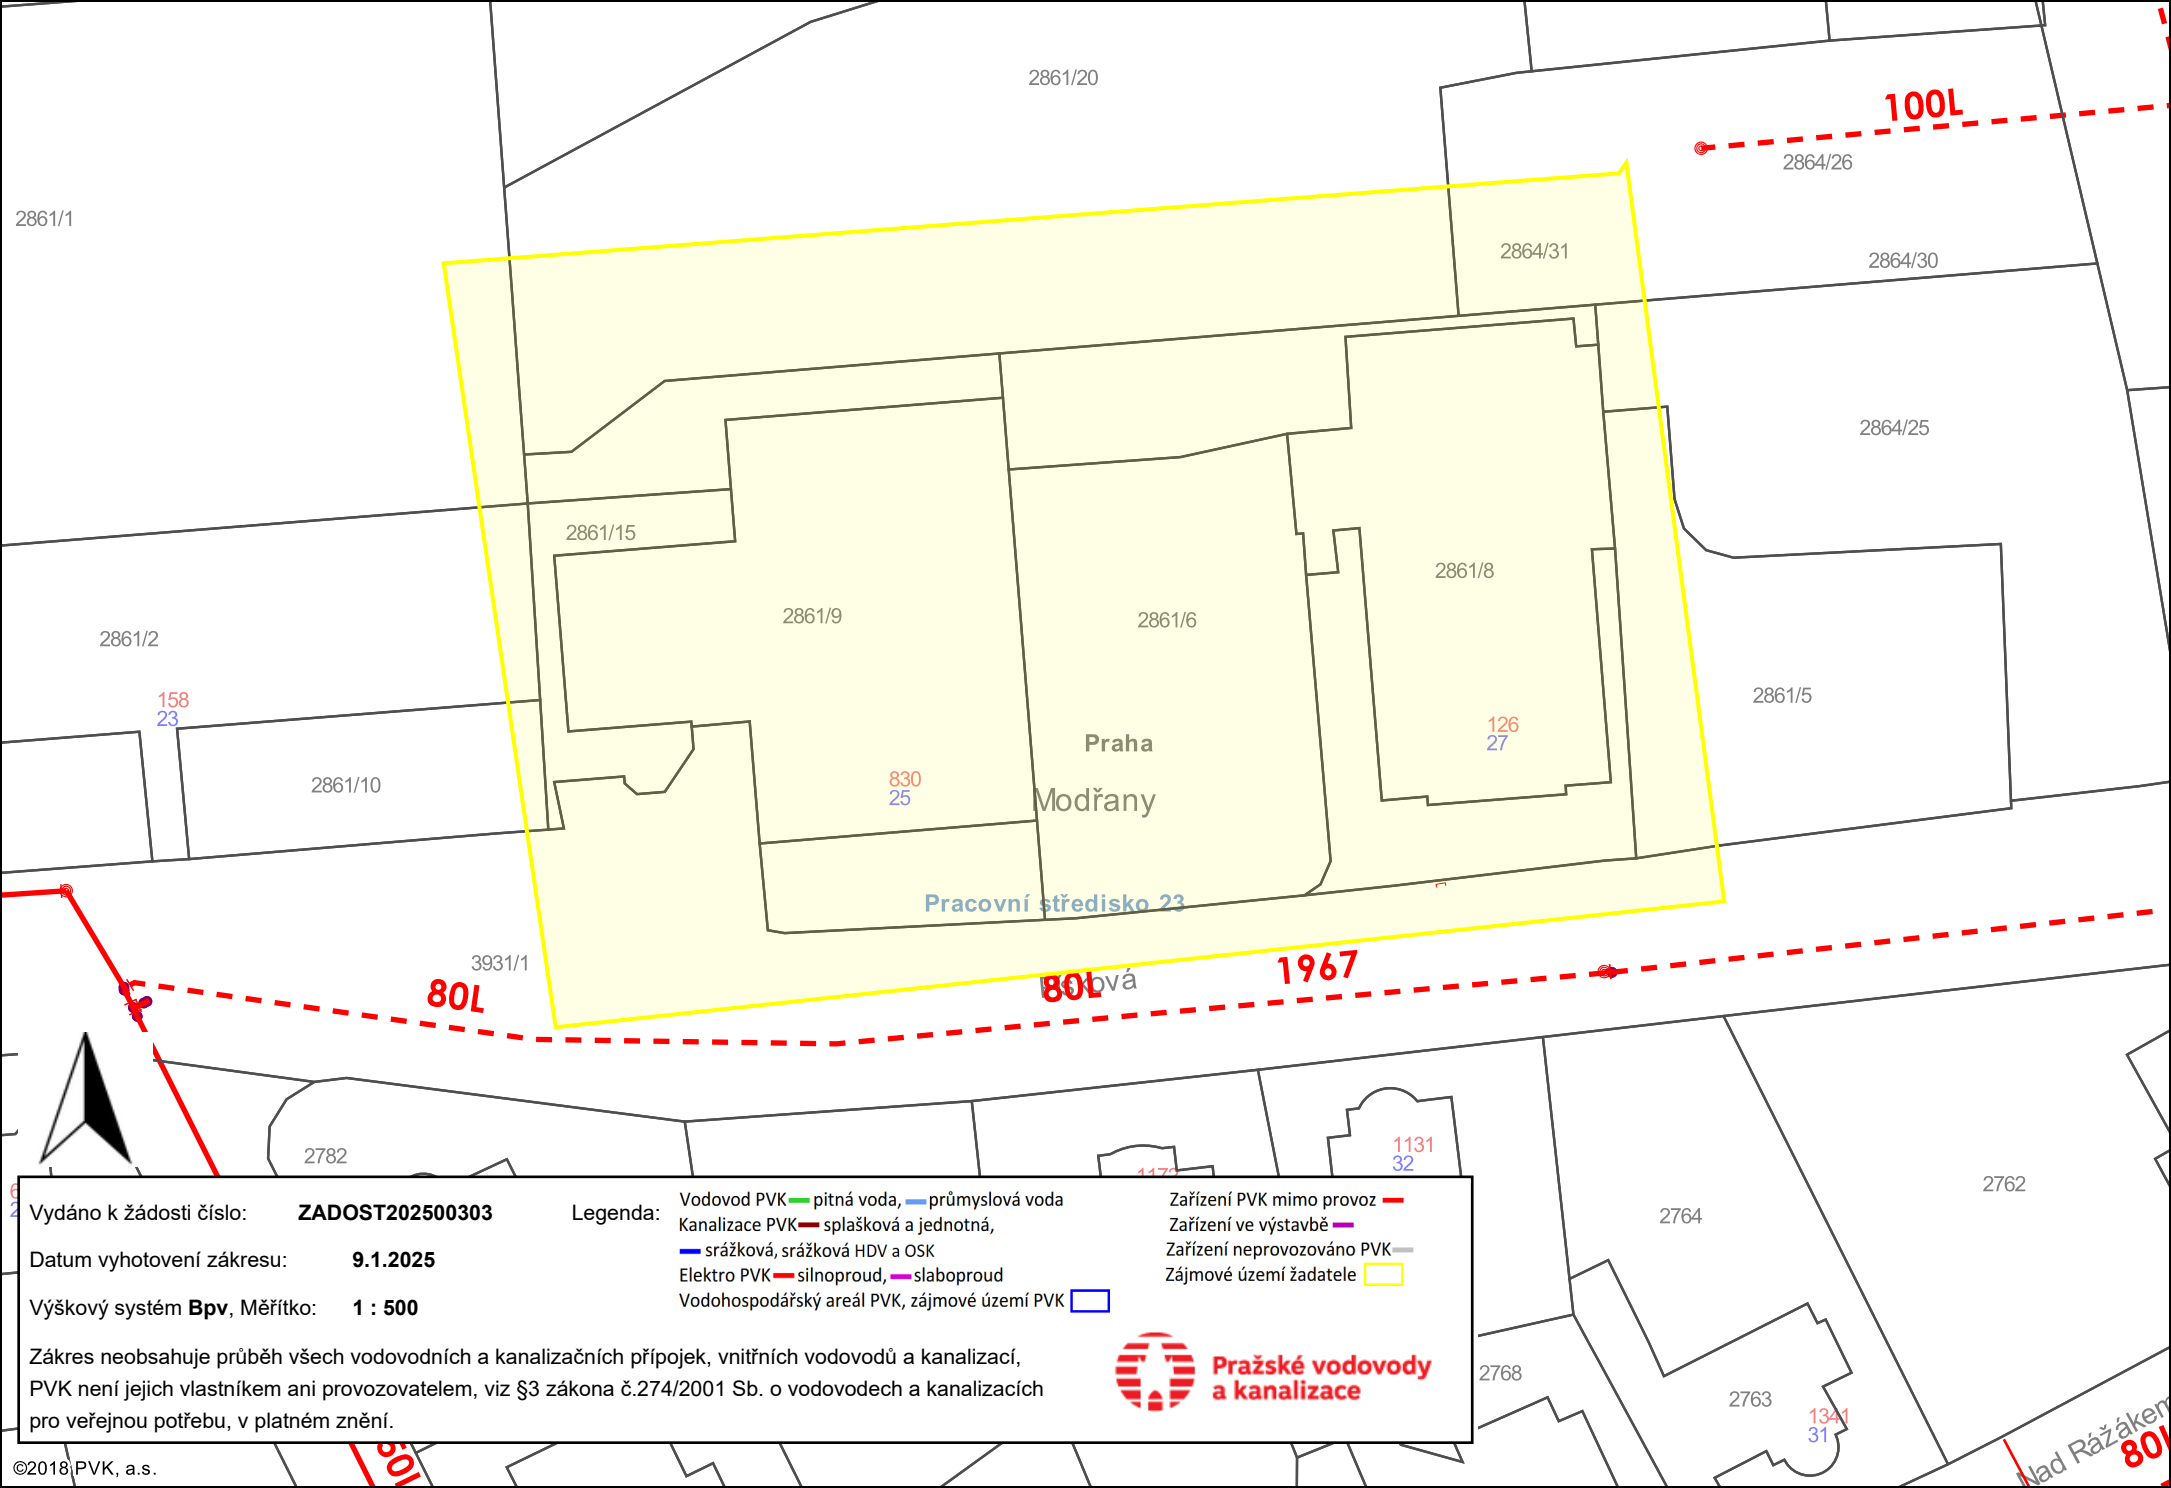 2861/20
100L
2864/26
2861/1
2864/31
2864/30
2864/25
2861/15
2861/8
2861/9
2861/6
2861/2
158
23
2861/5
126
27
Praha
830
25
2861/10
Modřany
Pracovní středisko 23
3931/1
80L
80L
1967
2782
1131
32
2762
2764
2768
2763
1341
31
Nad Rážákem
80L
50L
Vydáno k žádosti číslo: ZADOST202500303
Datum vyhotovení zákresu: 9.1.2025
Výškový systém Bpv, Měřítko: 1 : 500
Legenda:
Vodovod PVK pitná voda, průmyslová voda
Kanalizace PVK splašková a jednotná,
srážková, srážková HDV a OSK
Elektro PVK silnoproud, slaboproud
Vodohospodářský areál PVK, zájmové území PVK
Zařízení PVK mimo provoz
Zařízení ve výstavbě
Zařízení neprovozováno PVK
Zájmové území žadatele
Zákres neobsahuje průběh všech vodovodních a kanalizačních přípojek, vnitřních vodovodů a kanalizací,
PVK není jejich vlastníkem ani provozovatelem, viz §3 zákona č.274/2001 Sb. o vodovodech a kanalizacích
pro veřejnou potřebu, v platném znění.
Pražské vodovody
a kanalizace
©2018 PVK, a.s.